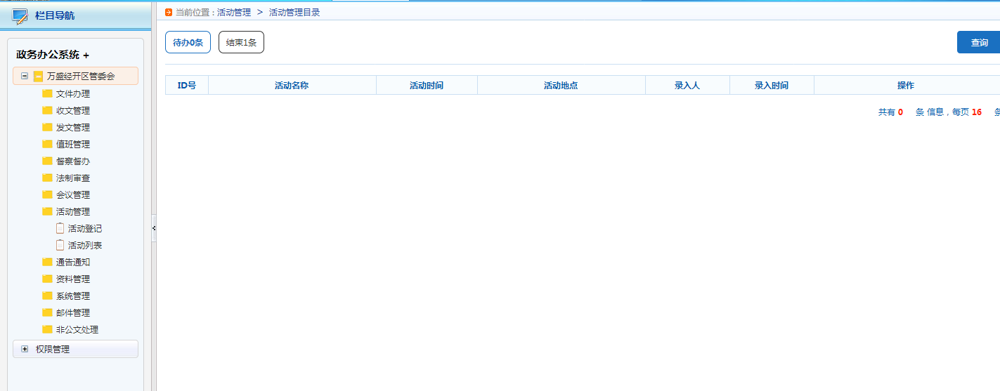 栏目导航
政务办公系统 +
万盛经开区管委会
文件办理
收文管理
发文管理
值班管理
督察督办
法制审查
会议管理
活动管理
活动登记
活动列表
通告通知
资料管理
系统管理
邮件管理
非公文处理
权限管理
当前位置：活动管理 > 活动管理目录
待办0条 结束1条 查询
ID号 活动名称 活动时间 活动地点 录入人 录入时间 操作
共有 0 条 信息，每页 16 条